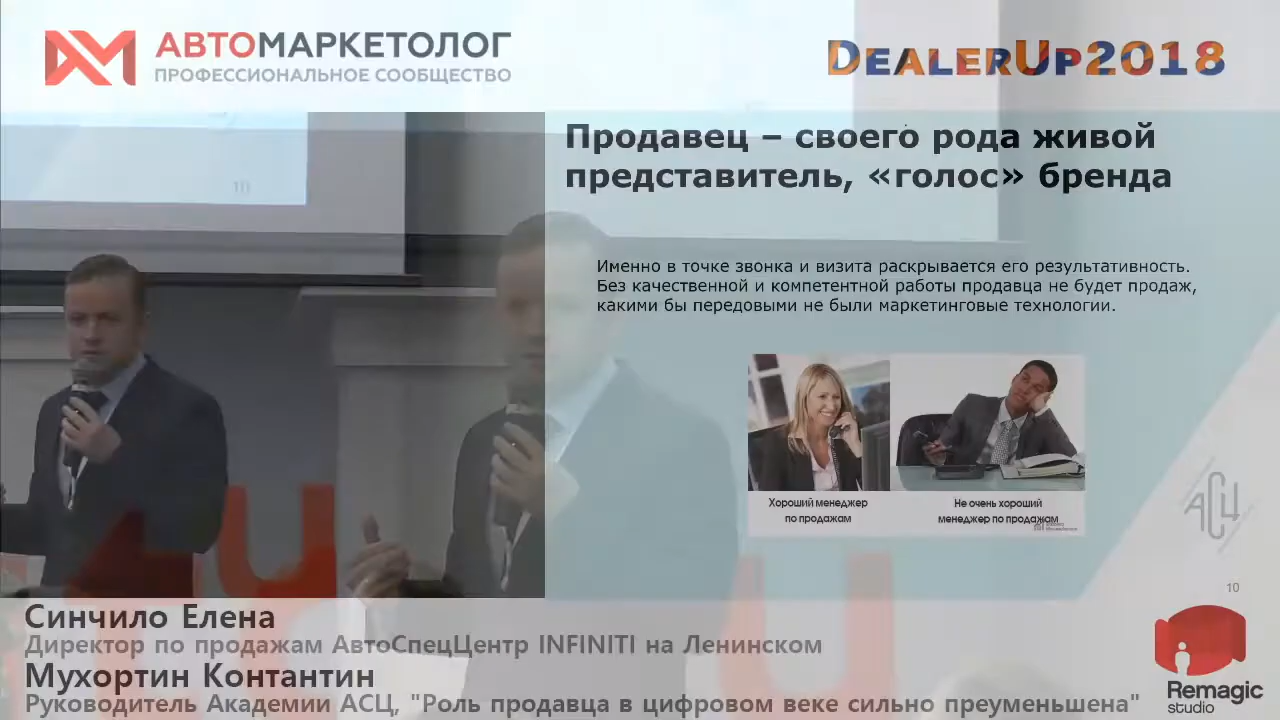 АВТОМАРКЕТОЛОГ
ПРОФЕССИОНАЛЬНОЕ СООБЩЕСТВО
DEALERUP2018
Продавец – своего рода живой
представитель, «голос» бренда
Именно в точке звонка и визита раскрывается его результативность.
Без качественной и компетентной работы продавца не будет продаж,
какими бы передовыми не были маркетинговые технологии.
Хороший менеджер
по продажам
Не очень хороший
менеджер по продажам
АСЦ
10
Синчило Елена
Директор по продажам АвтоСпецЦентр INFINITI на Ленинском
Мухортин Контантин
Руководитель Академии АСЦ, "Роль продавца в цифровом веке сильно преуменьшена"
Remagic
studio